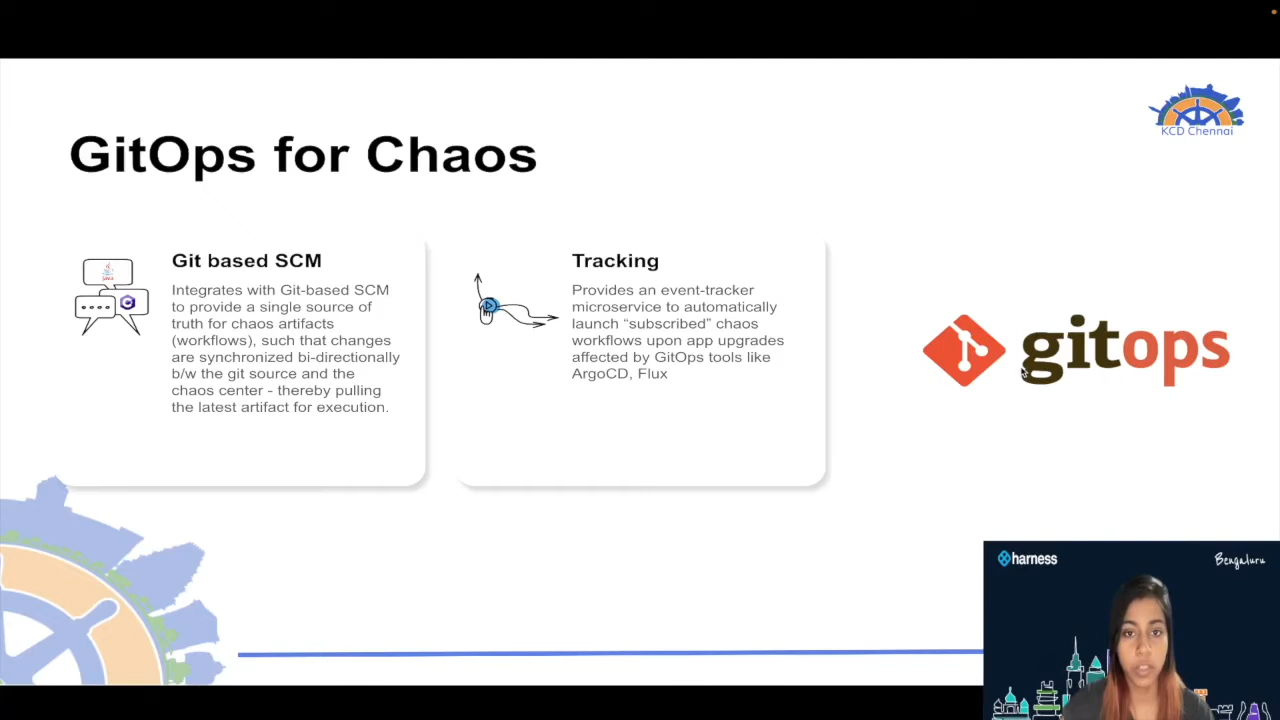 KCD Chennai
GitOps for Chaos
Git based SCM
Integrates with Git-based SCM
to provide a single source of
truth for chaos artifacts
(workflows), such that changes
are synchronized bi-directionally
b/w the git source and the
chaos center - thereby pulling
the latest artifact for execution.
Tracking
Provides an event-tracker
microservice to automatically
launch “subscribed” chaos
workflows upon app upgrades
affected by GitOps tools like
ArgoCD, Flux
gitops
harness
Bengaluru